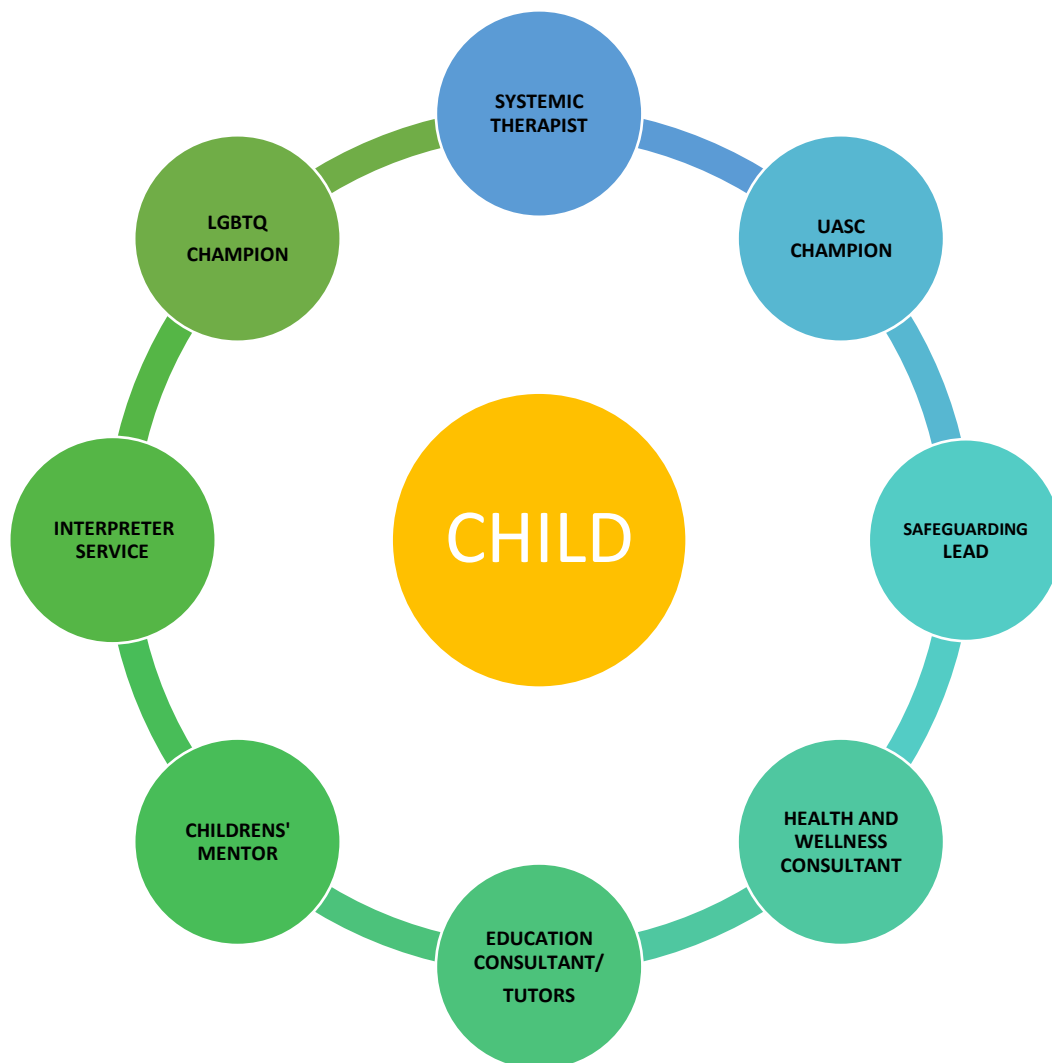 SYSTEMIC
THERAPIST
UASC
CHAMPION
SAFEGUARDING
LEAD
HEALTH AND
WELLNESS
CONSULTANT
EDUCATION
CONSULTANT/
TUTORS
CHILDRENS'
MENTOR
INTERPRETER
SERVICE
LGBTQ
CHAMPION
CHILD